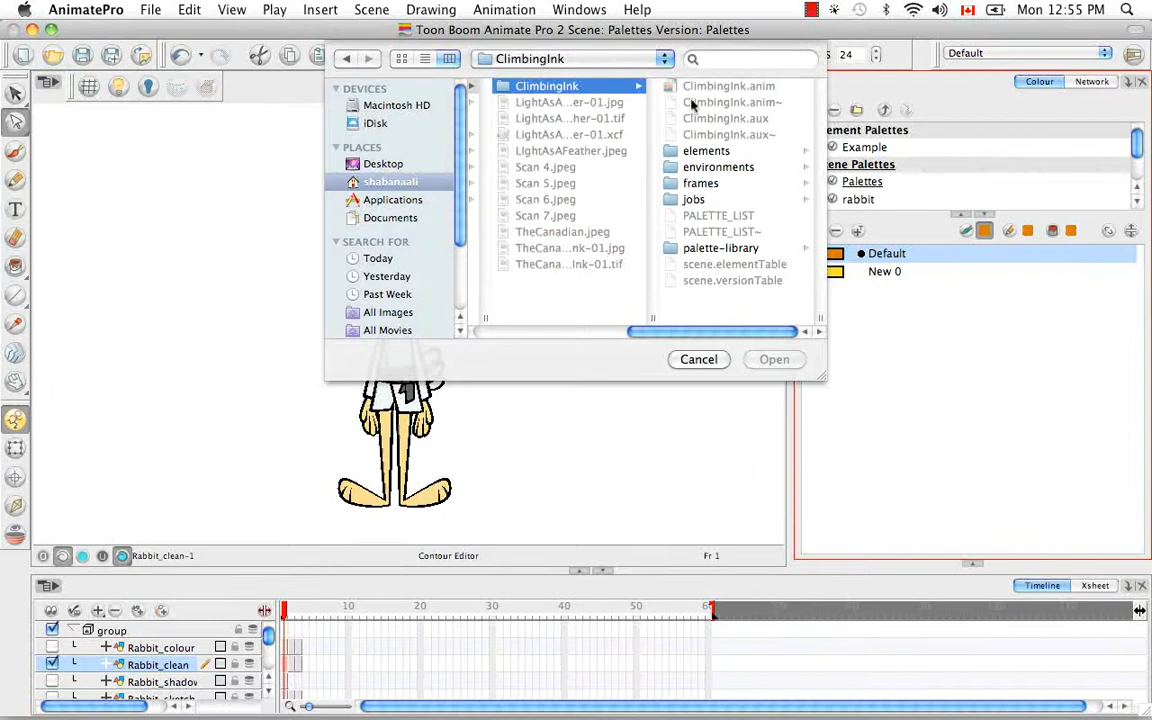 AnimatePro File Edit View Play Insert Scene Drawing Animation Windows Help Mon 12:55 PM
Toon Boom Animate Pro 2 Scene: Palettes Version: Palettes
ClimbingInk
24
Default
DEVICES
Macintosh HD
iDisk
PLACES
Desktop
shabanaali
Applications
Documents
SEARCH FOR
Today
Yesterday
Past Week
All Images
All Movies
ClimbingInk
LightAsA...er-01.jpg
LightAsA...her-01.tif
LightAsA...er-01.xcf
LIghtAsAFeather.jpeg
Scan 4.jpeg
Scan 5.jpeg
Scan 6.jpeg
Scan 7.jpeg
TheCanadian.jpeg
TheCana...nk-01.jpg
TheCana...Ink-01.tif
ClimbingInk.anim
ClimbingInk.anim~
ClimbingInk.aux
ClimbingInk.aux~
elements
environments
frames
jobs
PALETTE_LIST
PALETTE_LIST~
palette-library
scene.elementTable
scene.versionTable
Cancel
Open
Colour
Network
ement Palettes
Example
cene Palettes
Palettes
rabbit
Default
New 0
Rabbit_clean-1
Contour Editor
Fr 1
Timeline
Xsheet
10 20 30 40 50
group
Rabbit_colour
Rabbit_clean
Rabbit_shadov
Rabbit_sketch